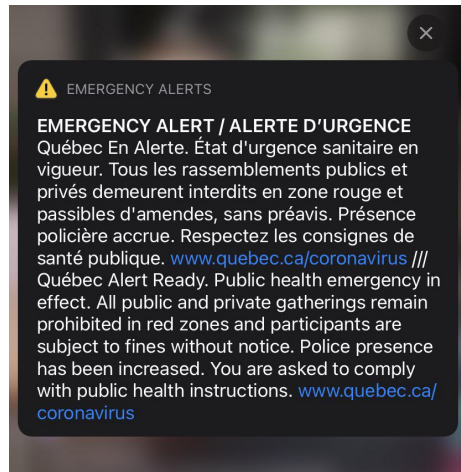 EMERGENCY ALERTS
EMERGENCY ALERT / ALERTE D'URGENCE
Québec En Alerte. État d'urgence sanitaire en
vigueur. Tous les rassemblements publics et
privés demeurent interdits en zone rouge et
passibles d'amendes, sans préavis. Présence
policière accrue. Respectez les consignes de
santé publique. www.quebec.ca/coronavirus ///
Québec Alert Ready. Public health emergency in
effect. All public and private gatherings remain
prohibited in red zones and participants are
subject to fines without notice. Police presence
has been increased. You are asked to comply
with public health instructions. www.quebec.ca/
coronavirus